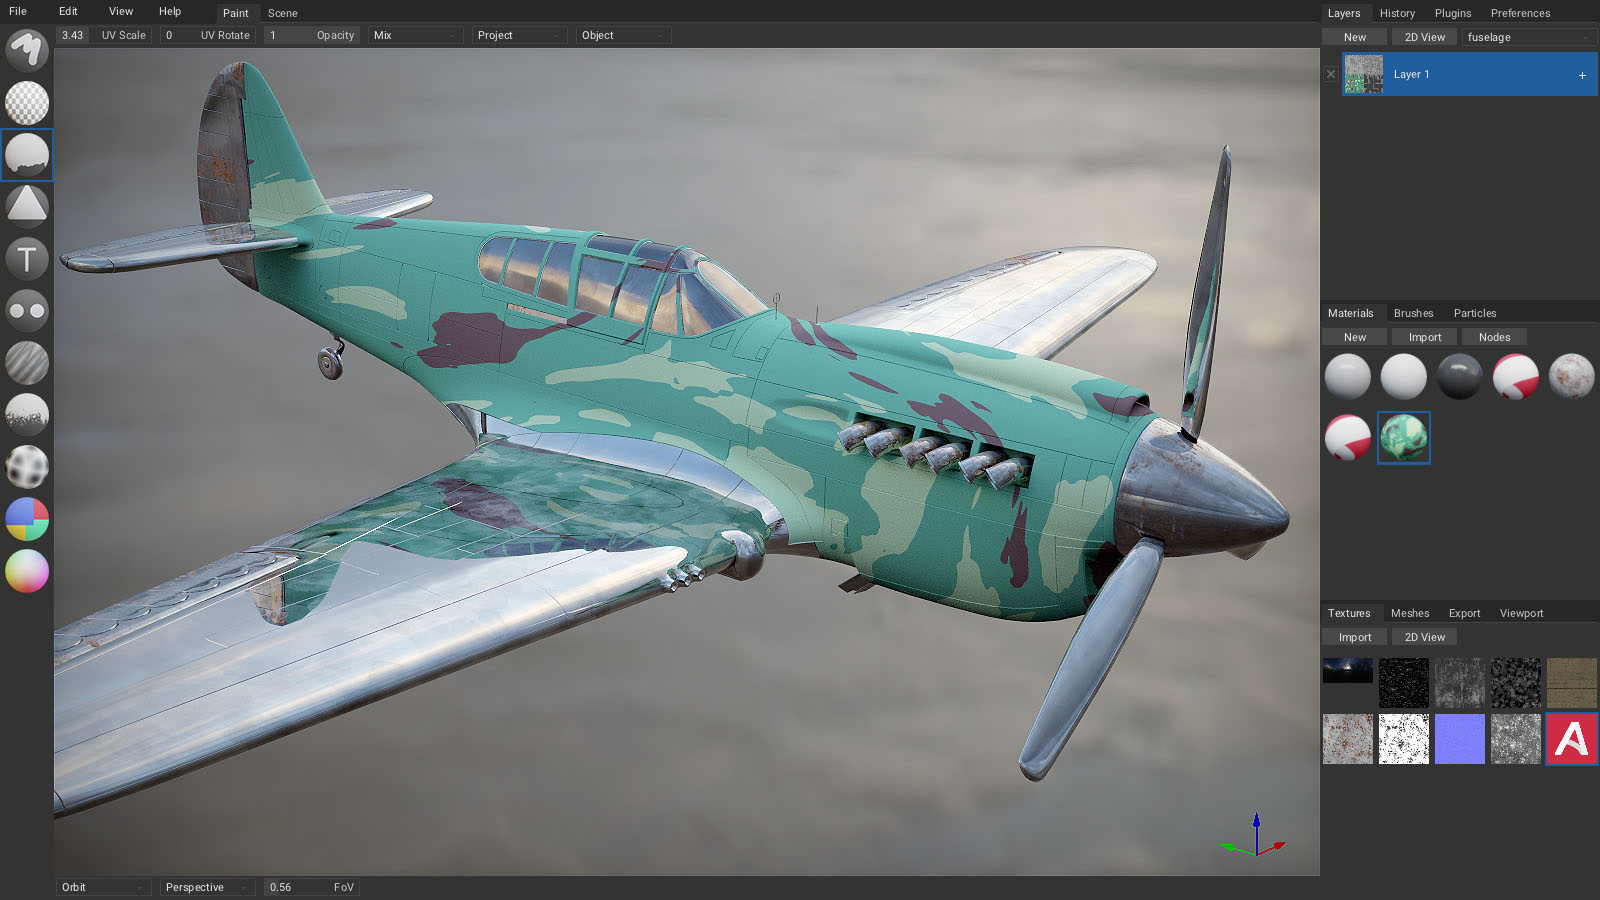 File Edit View Help Paint Scene
3.43 UV Scale 0 UV Rotate 1 Opacity Mix Project Object
T
Layers History Plugins Preferences
New 2D View fuselage
Layer 1 +
Materials Brushes Particles
New Import Nodes
Textures Meshes Export Viewport
Import 2D View
A
Orbit Perspective 0.56 FoV